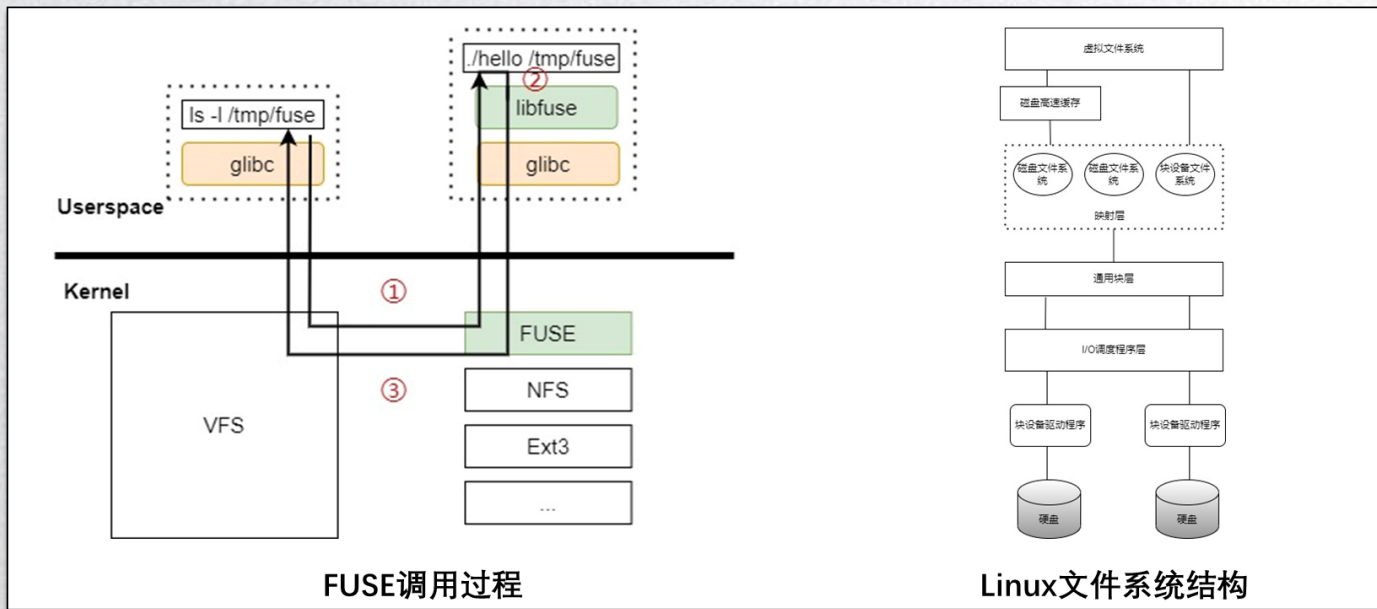 ./hello /tmp/fuse
②
libfuse
glibc
ls -l /tmp/fuse
glibc
Userspace
Kernel
①
③
VFS
FUSE
NFS
Ext3
...
FUSE调用过程
虚拟文件系统
磁盘高速缓存
磁盘文件系
统
磁盘文件系
统
块设备文件
系统
映射层
通用块层
I/O调度程序层
块设备驱动程序
块设备驱动程序
硬盘
硬盘
Linux文件系统结构